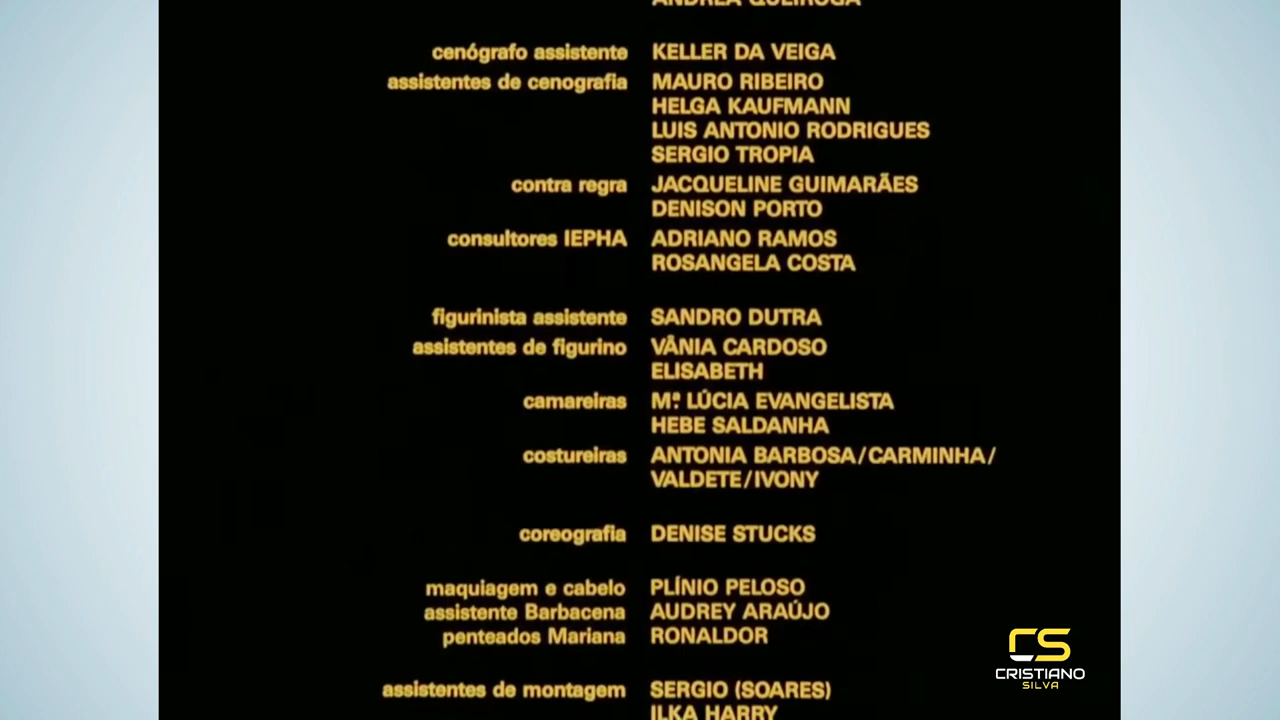 ANDREA QUEIROGA
cenógrafo assistente KELLER DA VEIGA
assistentes de cenografia MAURO RIBEIRO
HELGA KAUFMANN
LUIS ANTONIO RODRIGUES
SERGIO TROPIA
contra regra JACQUELINE GUIMARÃES
DENISON PORTO
consultores IEPHA ADRIANO RAMOS
ROSANGELA COSTA
figurinista assistente SANDRO DUTRA
assistentes de figurino VÂNIA CARDOSO
ELISABETH
camareiras Mª. LÚCIA EVANGELISTA
HEBE SALDANHA
costureiras ANTONIA BARBOSA/CARMINHA/
VALDETE/IVONY
coreografia DENISE STUCKS
maquiagem e cabelo PLÍNIO PELOSO
assistente Barbacena AUDREY ARAÚJO
penteados Mariana RONALDOR
assistentes de montagem SERGIO (SOARES)
ILKA HARRY
CS
CRISTIANO
SILVA